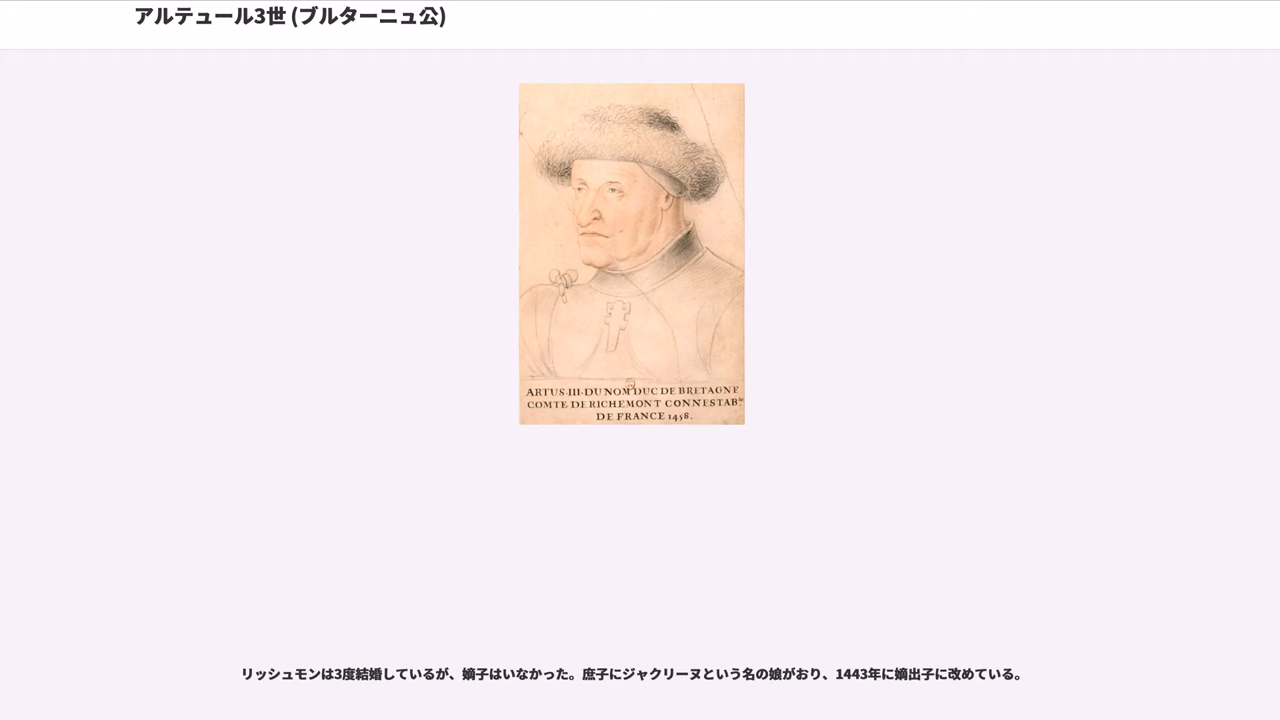 アルテュール3世 (ブルターニュ公)
ARTUS·III·DU NOM DUC DE BRETAGNE
COMTE DE RICHEMONT CONNESTAB^le
DE FRANCE 1458.
リッシュモンは3度結婚しているが、嫡子はいなかった。庶子にジャクリーヌという名の娘がおり、1443年に嫡出子に改めている。